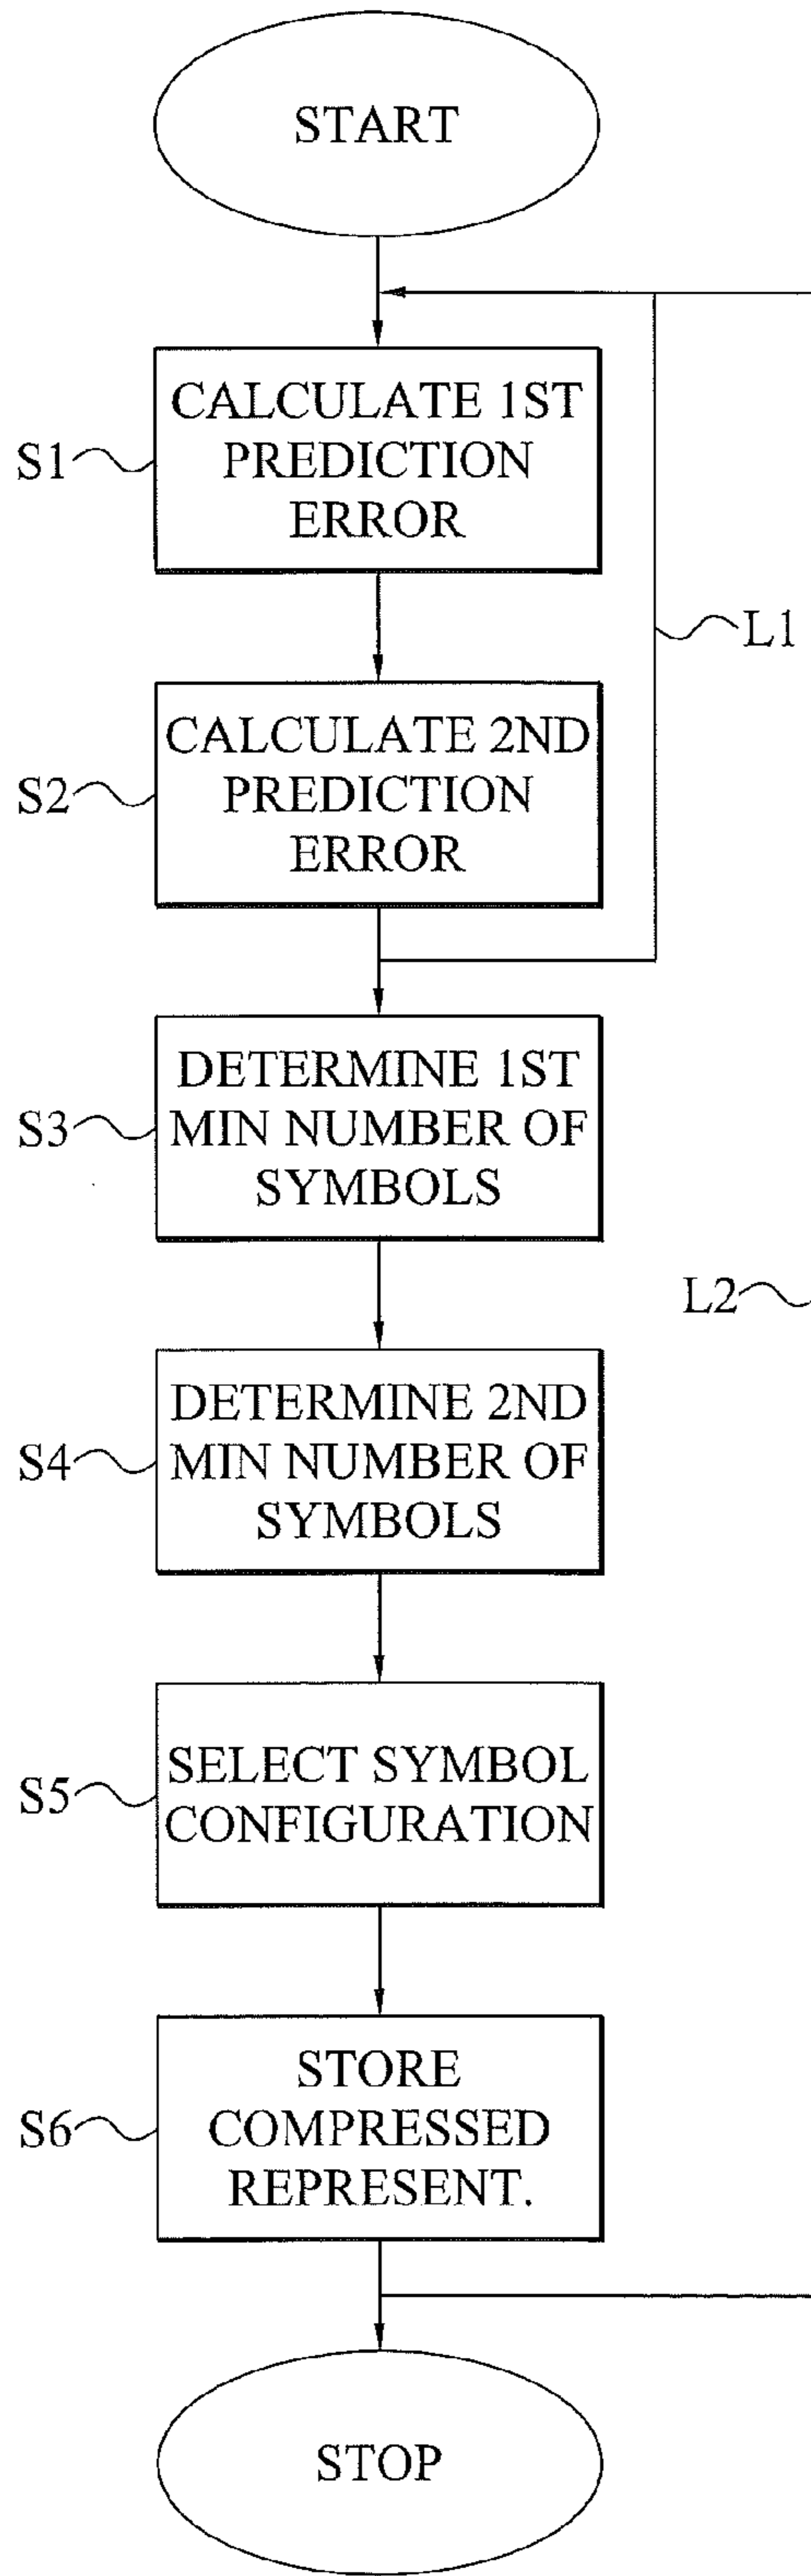 START
CALCULATE 1ST
PREDICTION
ERROR
S1
L1
CALCULATE 2ND
PREDICTION
ERROR
S2
DETERMINE 1ST
MIN NUMBER OF
SYMBOLS
S3
L2
DETERMINE 2ND
MIN NUMBER OF
SYMBOLS
S4
SELECT SYMBOL
CONFIGURATION
S5
STORE
COMPRESSED
REPRESENT.
S6
STOP